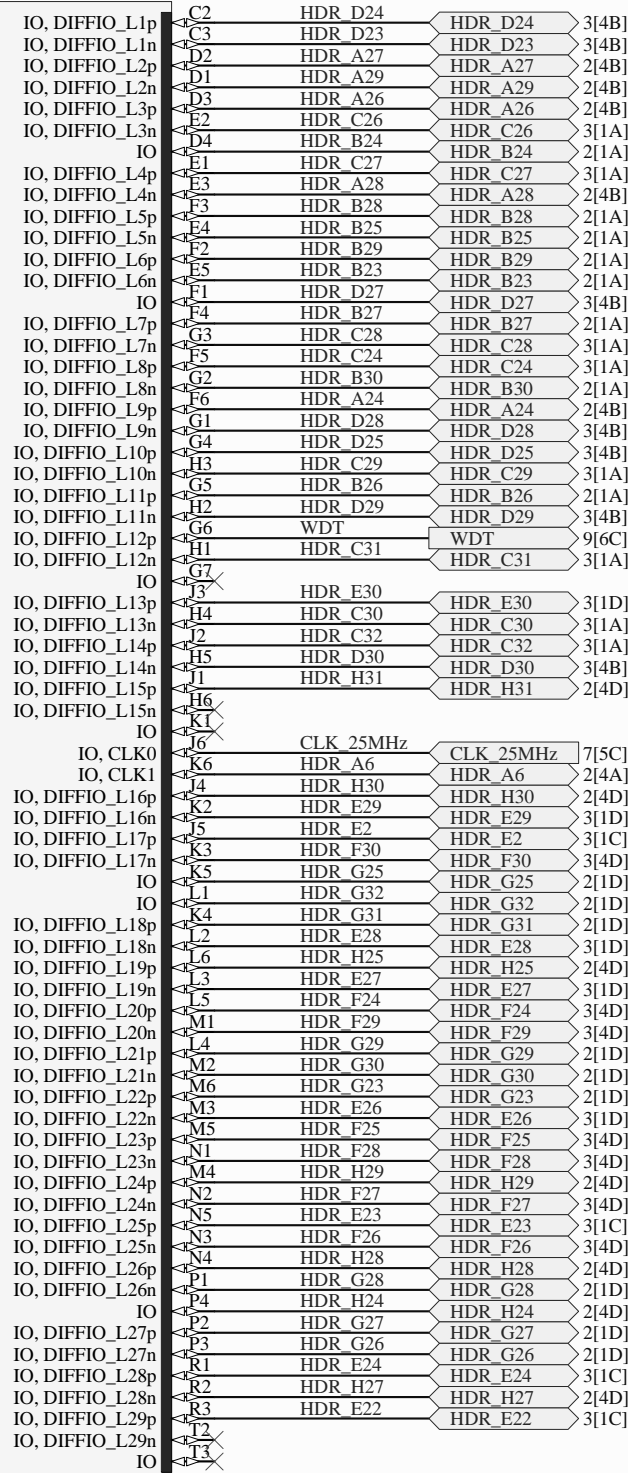 IO, DIFFIO_L1p C2 HDR_D24 HDR_D24 3[4B]
IO, DIFFIO_L1n C3 HDR_D23 HDR_D23 3[4B]
IO, DIFFIO_L2p D2 HDR_A27 HDR_A27 2[4B]
IO, DIFFIO_L2n D1 HDR_A29 HDR_A29 2[4B]
IO, DIFFIO_L3p D3 HDR_A26 HDR_A26 2[4B]
IO, DIFFIO_L3n E2 HDR_C26 HDR_C26 3[1A]
IO D4 HDR_B24 HDR_B24 2[1A]
IO, DIFFIO_L4p E1 HDR_C27 HDR_C27 3[1A]
IO, DIFFIO_L4n E3 HDR_A28 HDR_A28 2[4B]
IO, DIFFIO_L5p F3 HDR_B28 HDR_B28 2[1A]
IO, DIFFIO_L5n E4 HDR_B25 HDR_B25 2[1A]
IO, DIFFIO_L6p F2 HDR_B29 HDR_B29 2[1A]
IO, DIFFIO_L6n E5 HDR_B23 HDR_B23 2[1A]
IO F1 HDR_D27 HDR_D27 3[4B]
IO, DIFFIO_L7p F4 HDR_B27 HDR_B27 2[1A]
IO, DIFFIO_L7n G3 HDR_C28 HDR_C28 3[1A]
IO, DIFFIO_L8p F5 HDR_C24 HDR_C24 3[1A]
IO, DIFFIO_L8n G2 HDR_B30 HDR_B30 2[1A]
IO, DIFFIO_L9p F6 HDR_A24 HDR_A24 2[4B]
IO, DIFFIO_L9n G1 HDR_D28 HDR_D28 3[4B]
IO, DIFFIO_L10p G4 HDR_D25 HDR_D25 3[4B]
IO, DIFFIO_L10n H3 HDR_C29 HDR_C29 3[1A]
IO, DIFFIO_L11p G5 HDR_B26 HDR_B26 2[1A]
IO, DIFFIO_L11n H2 HDR_D29 HDR_D29 3[4B]
IO, DIFFIO_L12p G6 WDT WDT 9[6C]
IO, DIFFIO_L12n H1 HDR_C31 HDR_C31 3[1A]
IO G7
IO, DIFFIO_L13p J3 HDR_E30 HDR_E30 3[1D]
IO, DIFFIO_L13n H4 HDR_C30 HDR_C30 3[1A]
IO, DIFFIO_L14p J2 HDR_C32 HDR_C32 3[1A]
IO, DIFFIO_L14n H5 HDR_D30 HDR_D30 3[4B]
IO, DIFFIO_L15p J1 HDR_H31 HDR_H31 2[4D]
IO, DIFFIO_L15n H6
IO K1
IO, CLK0 J6 CLK_25MHz CLK_25MHz 7[5C]
IO, CLK1 K6 HDR_A6 HDR_A6 2[4A]
IO, DIFFIO_L16p J4 HDR_H30 HDR_H30 2[4D]
IO, DIFFIO_L16n K2 HDR_E29 HDR_E29 3[1D]
IO, DIFFIO_L17p J5 HDR_E2 HDR_E2 3[1C]
IO, DIFFIO_L17n K3 HDR_F30 HDR_F30 3[4D]
IO K5 HDR_G25 HDR_G25 2[1D]
IO L1 HDR_G32 HDR_G32 2[1D]
IO, DIFFIO_L18p K4 HDR_G31 HDR_G31 2[1D]
IO, DIFFIO_L18n L2 HDR_E28 HDR_E28 3[1D]
IO, DIFFIO_L19p L6 HDR_H25 HDR_H25 2[4D]
IO, DIFFIO_L19n L3 HDR_E27 HDR_E27 3[1D]
IO, DIFFIO_L20p L5 HDR_F24 HDR_F24 3[4D]
IO, DIFFIO_L20n M1 HDR_F29 HDR_F29 3[4D]
IO, DIFFIO_L21p L4 HDR_G29 HDR_G29 2[1D]
IO, DIFFIO_L21n M2 HDR_G30 HDR_G30 2[1D]
IO, DIFFIO_L22p M6 HDR_G23 HDR_G23 2[1D]
IO, DIFFIO_L22n M3 HDR_E26 HDR_E26 3[1D]
IO, DIFFIO_L23p M5 HDR_F25 HDR_F25 3[4D]
IO, DIFFIO_L23n N1 HDR_F28 HDR_F28 3[4D]
IO, DIFFIO_L24p M4 HDR_H29 HDR_H29 2[4D]
IO, DIFFIO_L24n N2 HDR_F27 HDR_F27 3[4D]
IO, DIFFIO_L25p N5 HDR_E23 HDR_E23 3[1C]
IO, DIFFIO_L25n N3 HDR_F26 HDR_F26 3[4D]
IO, DIFFIO_L26p N4 HDR_H28 HDR_H28 2[4D]
IO, DIFFIO_L26n P1 HDR_G28 HDR_G28 2[1D]
IO P4 HDR_H24 HDR_H24 2[4D]
IO, DIFFIO_L27p P2 HDR_G27 HDR_G27 2[1D]
IO, DIFFIO_L27n P3 HDR_G26 HDR_G26 2[1D]
IO, DIFFIO_L28p R1 HDR_E24 HDR_E24 3[1C]
IO, DIFFIO_L28n R2 HDR_H27 HDR_H27 2[4D]
IO, DIFFIO_L29p R3 HDR_E22 HDR_E22 3[1C]
IO, DIFFIO_L29n T2
IO T3